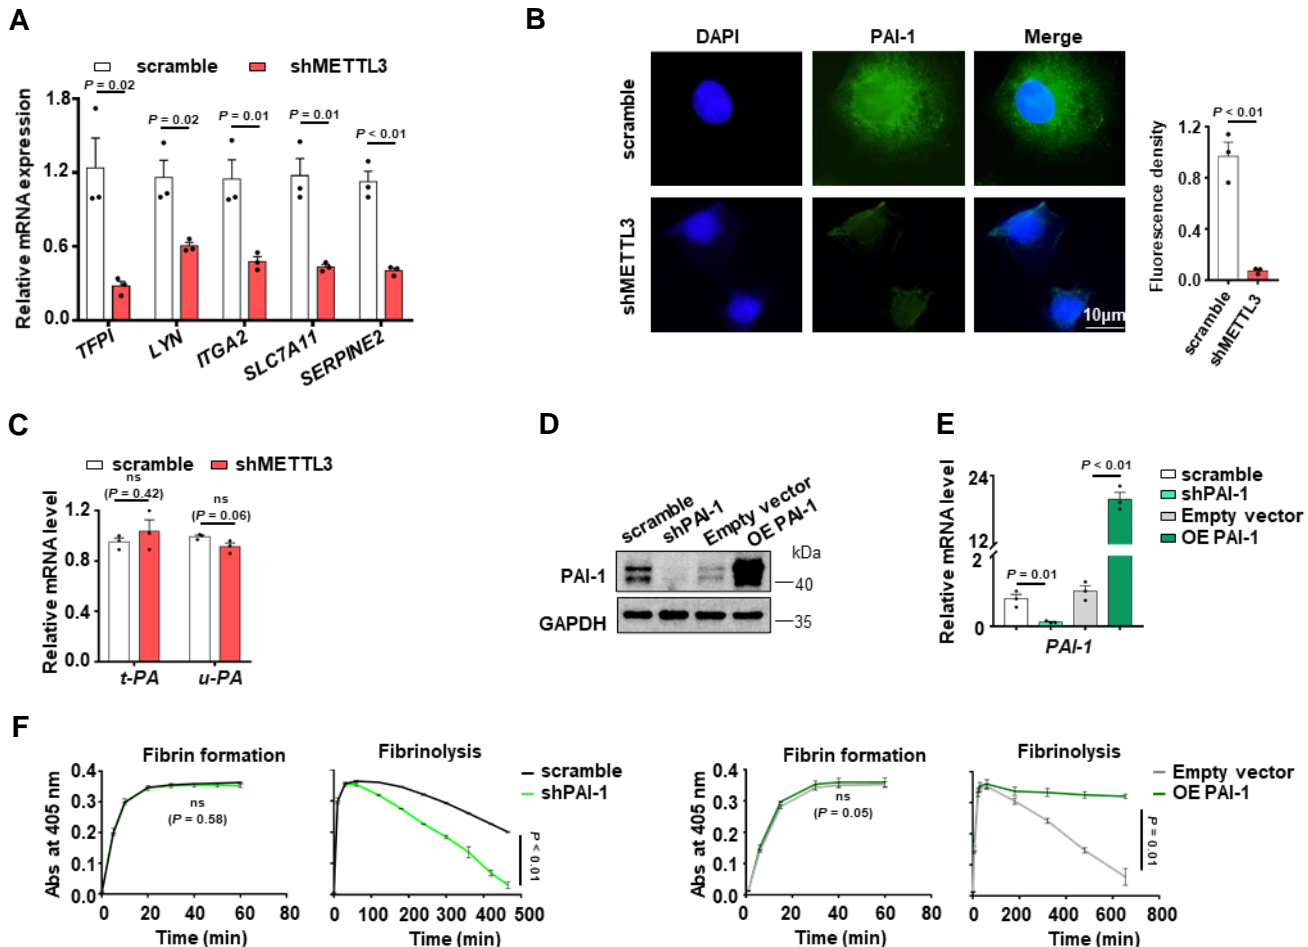 A
scramble shMETTL3
Relative mRNA expression
1.8
1.2
0.6
0.0
P = 0.02
P = 0.02
P = 0.01
P = 0.01
P < 0.01
TFPI
LYN
ITGA2
SLC7A11
SERPINE2
B
DAPI PAI-1 Merge
scramble
shMETTL3
10μm
Fluorescence density
1.2
0.8
0.4
0.0
P < 0.01
scramble
shMETTL3
C
scramble shMETTL3
Relative mRNA level
1.2
0.8
0.4
0.0
ns
(P = 0.42)
ns
(P = 0.06)
t-PA u-PA
D
scramble
shPAI-1
Empty vector
OE PAI-1
kDa
PAI-1
40
GAPDH
35
E
Relative mRNA level
24
12
2
0
P = 0.01
P < 0.01
PAI-1
scramble
shPAI-1
Empty vector
OE PAI-1
F
Fibrin formation
Abs at 405 nm
0.4
0.3
0.2
0.1
0.0
ns
(P = 0.58)
0 20 40 60 80
Time (min)
Fibrinolysis
P < 0.01
0 100 200 300 400 500
Time (min)
scramble
shPAI-1
Fibrin formation
Abs at 405 nm
0.4
0.3
0.2
0.1
0.0
ns
(P = 0.05)
0 20 40 60 80
Time (min)
Fibrinolysis
P = 0.01
0 200 400 600 800
Time (min)
Empty vector
OE PAI-1